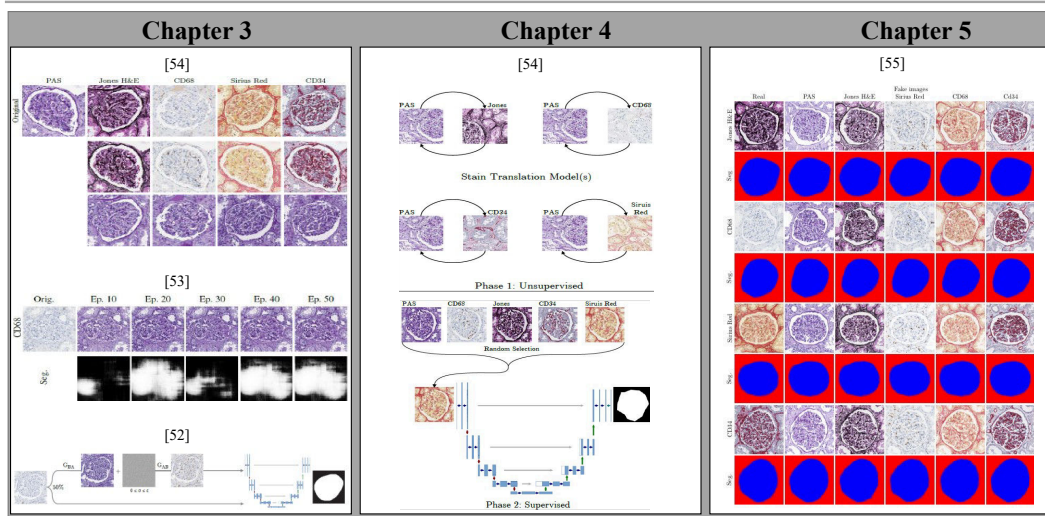 Chapter 3
[54]
PAS Jones H&E CD68 Sirius Red CD34
Original
[53]
Orig. Ep. 10 Ep. 20 Ep. 30 Ep. 40 Ep. 50
CD68
Seg.
[52]
G_BA G_AB
50%
+
Chapter 4
[54]
PAS Jones PAS CD68
Stain Translation Model(s)
PAS CD34 PAS Siruis Red
Phase 1: Unsupervised
PAS CD68 Jones CD34 Siruis Red
Random Selection
Phase 2: Supervised
Chapter 5
[55]
Fake images
Real PAS Jones H&E Sirius Red CD68 Cd34
Jones H&E
Seg.
CD68
Seg.
Sirius Red
Seg.
CD34
Seg.